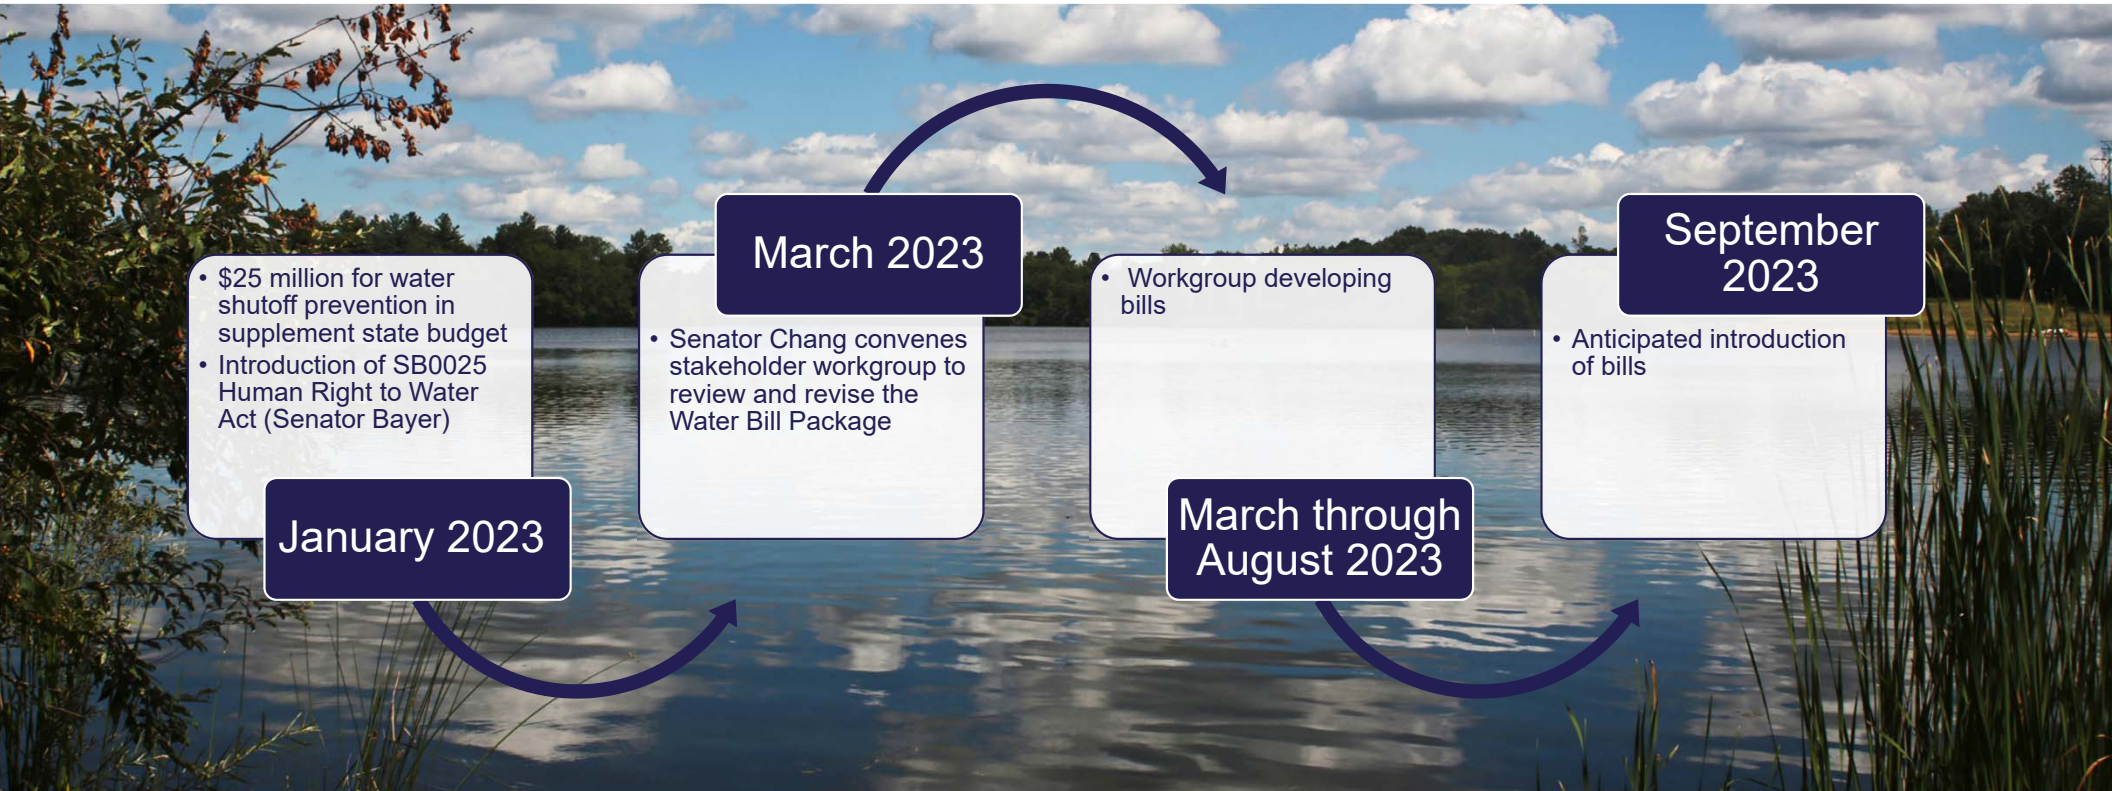 • $25 million for water
shutoff prevention in
supplement state budget
• Introduction of SB0025
Human Right to Water
Act (Senator Bayer)
January 2023
March 2023
• Senator Chang convenes
stakeholder workgroup to
review and revise the
Water Bill Package
• Workgroup developing
bills
March through
August 2023
September
2023
• Anticipated introduction
of bills